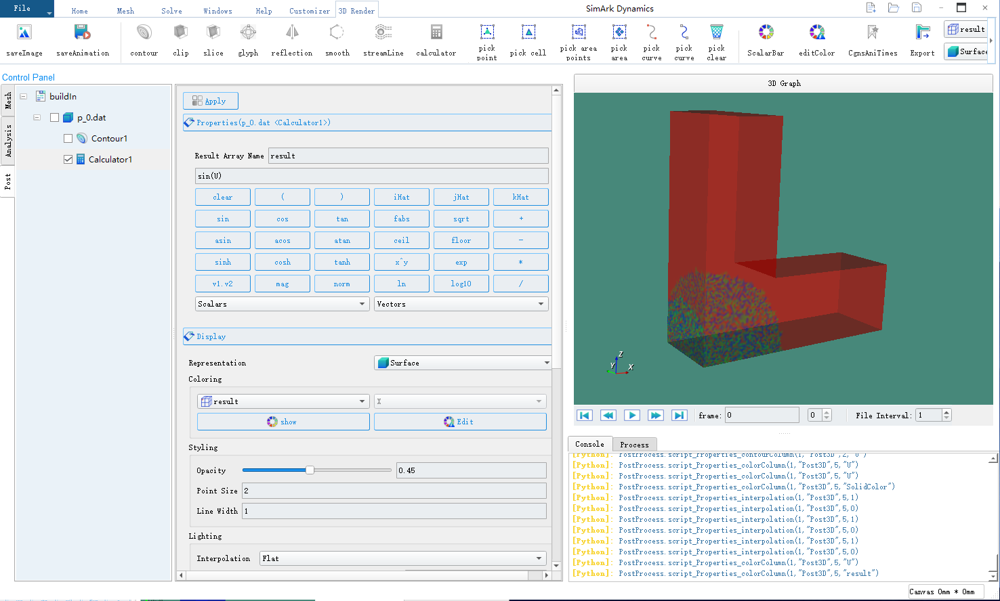 File Home Mesh Solve Windows Help Customizer 3D Render SimArk Dynamics
saveImage saveAnimation contour clip slice glyph reflection smooth streamLine calculator pick point pick cell pick area points pick area pick curve pick curve pick clear ScalarBar editColor CgnsAniTimes Export result
Surface
Control Panel
Mesh
Analysis
Post
buildIn
p_0.dat
Contour1
Calculator1
Apply
Properties(p_0.dat <Calculator1>)
Result Array Name result
sin(U)
clear ( ) iHat jHat kHat
sin cos tan fabs sqrt +
asin acos atan ceil floor -
sinh cosh tanh x^y exp *
v1.v2 mag norm ln log10 /
Scalars Vectors
Display
Representation Surface
Coloring
result X
show Edit
Styling
Opacity 0.45
Point Size 2
Line Width 1
Lighting
Interpolation Flat
3D Graph
Z
Y X
frame: 0 0 File Interval: 1
Console Process
[Python]: PostProcess.script_Properties_contourColumn(1,"Post3D",2,"U")
[Python]: PostProcess.script_Properties_colorColumn(1,"Post3D",5,"U")
[Python]: PostProcess.script_Properties_colorColumn(1,"Post3D",5,"U")
[Python]: PostProcess.script_Properties_colorColumn(1,"Post3D",5,"SolidColor")
[Python]: PostProcess.script_Properties_interpolation(1,"Post3D",5,1)
[Python]: PostProcess.script_Properties_interpolation(1,"Post3D",5,0)
[Python]: PostProcess.script_Properties_interpolation(1,"Post3D",5,1)
[Python]: PostProcess.script_Properties_interpolation(1,"Post3D",5,0)
[Python]: PostProcess.script_Properties_interpolation(1,"Post3D",5,1)
[Python]: PostProcess.script_Properties_interpolation(1,"Post3D",5,0)
[Python]: PostProcess.script_Properties_colorColumn(1,"Post3D",5,"U")
[Python]: PostProcess.script_Properties_colorColumn(1,"Post3D",5,"result")
Canvas 0mm * 0mm